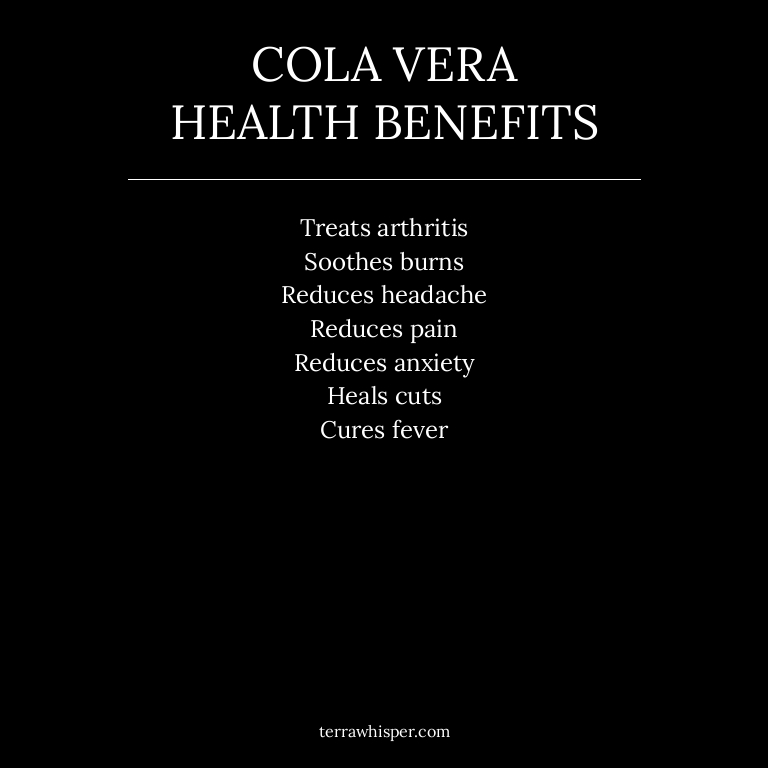 COLA VERA
HEALTH BENEFITS
Treats arthritis
Soothes burns
Reduces headache
Reduces pain
Reduces anxiety
Heals cuts
Cures fever
terrawhisper.com